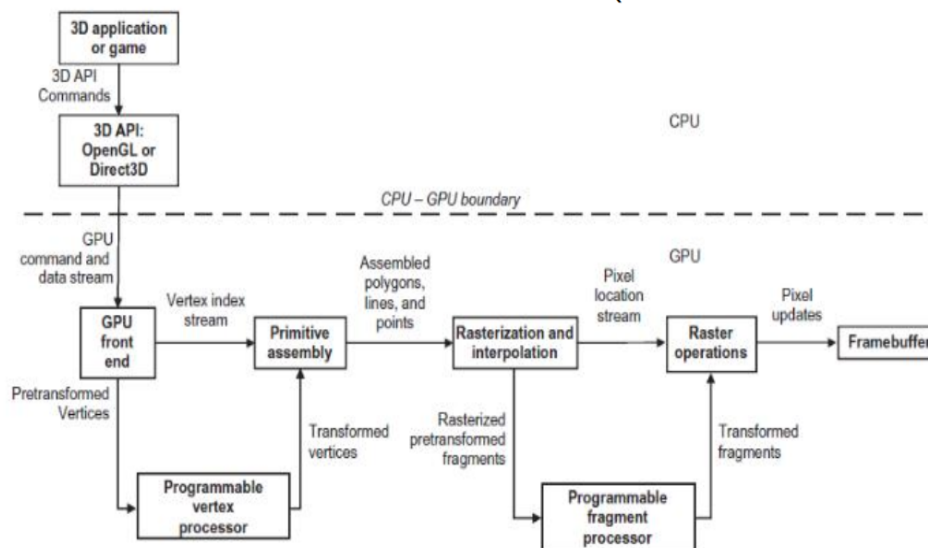 3D application
or game
3D API
Commands
3D API:
OpenGL or
Direct3D
CPU
CPU – GPU boundary
GPU
GPU
command and
data stream
GPU
front
end
Vertex index
stream
Primitive
assembly
Assembled
polygons,
lines, and
points
Rasterization and
interpolation
Pixel
location
stream
Raster
operations
Pixel
updates
Framebuffer
Pretransformed
Vertices
Transformed
vertices
Rasterized
pretransformed
fragments
Transformed
fragments
Programmable
vertex
processor
Programmable
fragment
processor